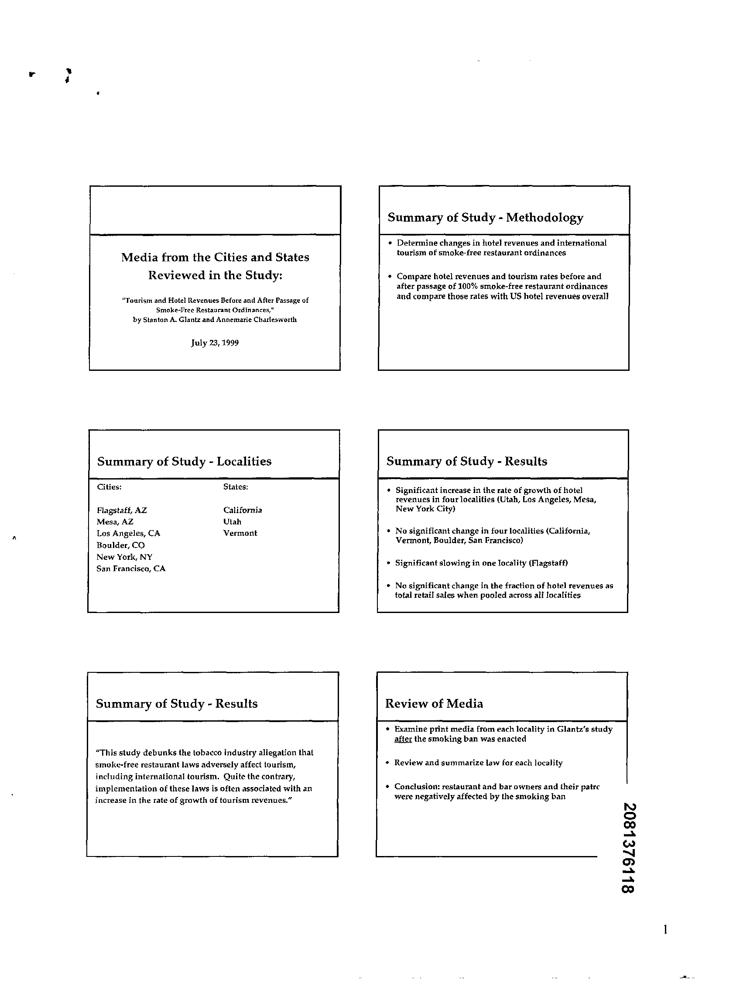 Media from the Cities and States
Reviewed in the Study:
"Tourism and Hotel Revenues Before and After Passage of
Smoke-Free Restaurant Ordinances,"
by Stanton A. Glantz and Annemarie Charlesworth
July 23, 1999
Summary of Study - Methodology
• Determine changes in hotel revenues and international
tourism of smoke-free restaurant ordinances
• Compare hotel revenues and tourism rates before and
after passage of 100% smoke-free restaurant ordinances
and compare those rates with US hotel revenues overall
Summary of Study - Localities
Cities:
Flagstaff, AZ
Mesa, AZ
Los Angeles, CA
Boulder, CO
New York, NY
San Francisco, CA
States:
California
Utah
Vermont
Summary of Study - Results
• Significant increase in the rate of growth of hotel
revenues in four localities (Utah, Los Angeles, Mesa,
New York City)
• No significant change in four localities (California,
Vermont, Boulder, San Francisco)
• Significant slowing in one locality (Flagstaff)
• No significant change in the fraction of hotel revenues as
total retail sales when pooled across all localities
Summary of Study - Results
"This study debunks the tobacco industry allegation that
smoke-free restaurant laws adversely affect tourism,
including international tourism. Quite the contrary,
implementation of these laws is often associated with an
increase in the rate of growth of tourism revenues."
Review of Media
• Examine print media from each locality in Glantz's study
after the smoking ban was enacted
• Review and summarize law for each locality
• Conclusion: restaurant and bar owners and their patrc
were negatively affected by the smoking ban
2081376118
1